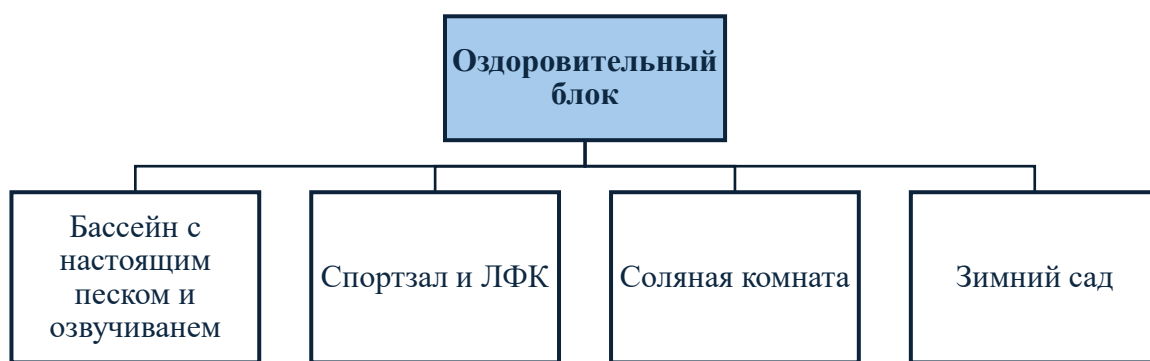 Оздоровительный
блок
Бассейн с
настоящим
песком и
озвучиванем
Спортзал и ЛФК
Соляная комната
Зимний сад